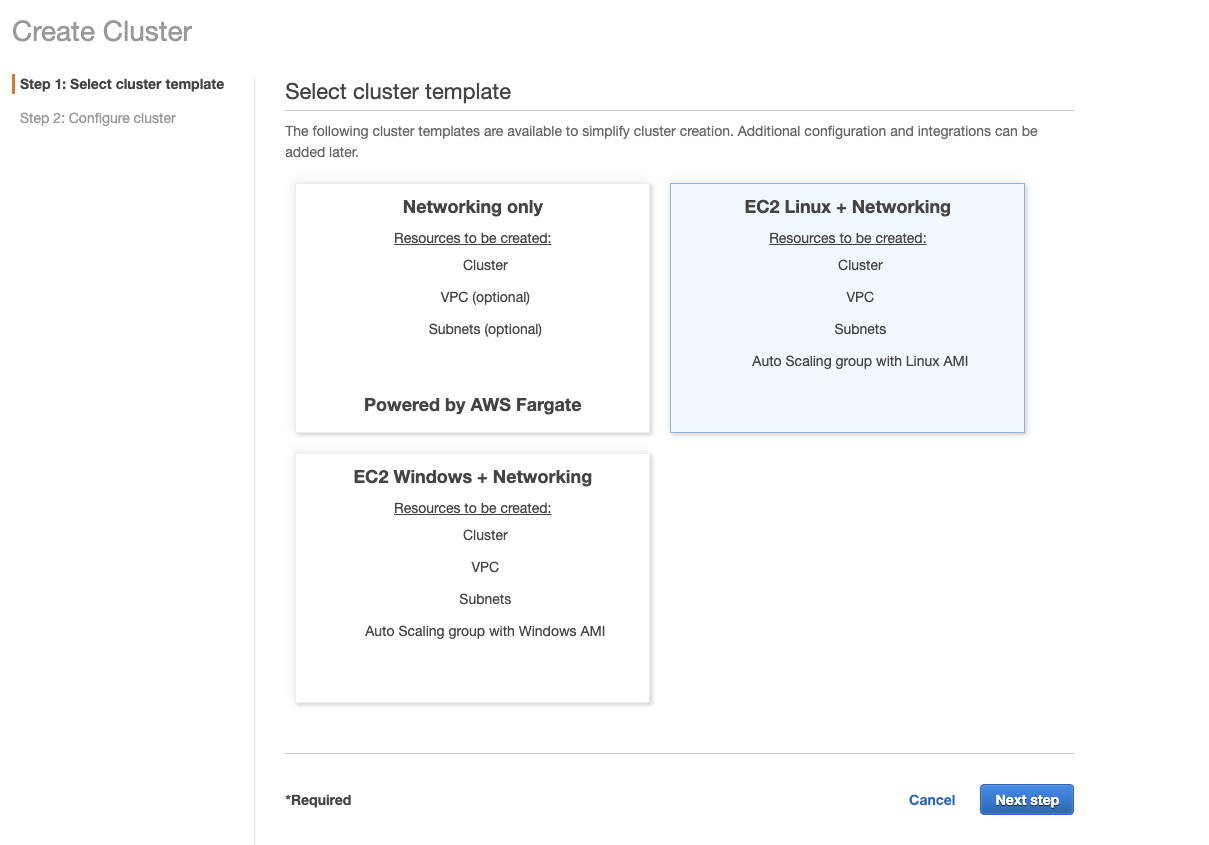 Create Cluster
Step 1: Select cluster template
Step 2: Configure cluster
Select cluster template
The following cluster templates are available to simplify cluster creation. Additional configuration and integrations can be
added later.
Networking only
Resources to be created:
Cluster
VPC (optional)
Subnets (optional)
Powered by AWS Fargate
EC2 Linux + Networking
Resources to be created:
Cluster
VPC
Subnets
Auto Scaling group with Linux AMI
EC2 Windows + Networking
Resources to be created:
Cluster
VPC
Subnets
Auto Scaling group with Windows AMI
*Required
Cancel
Next step